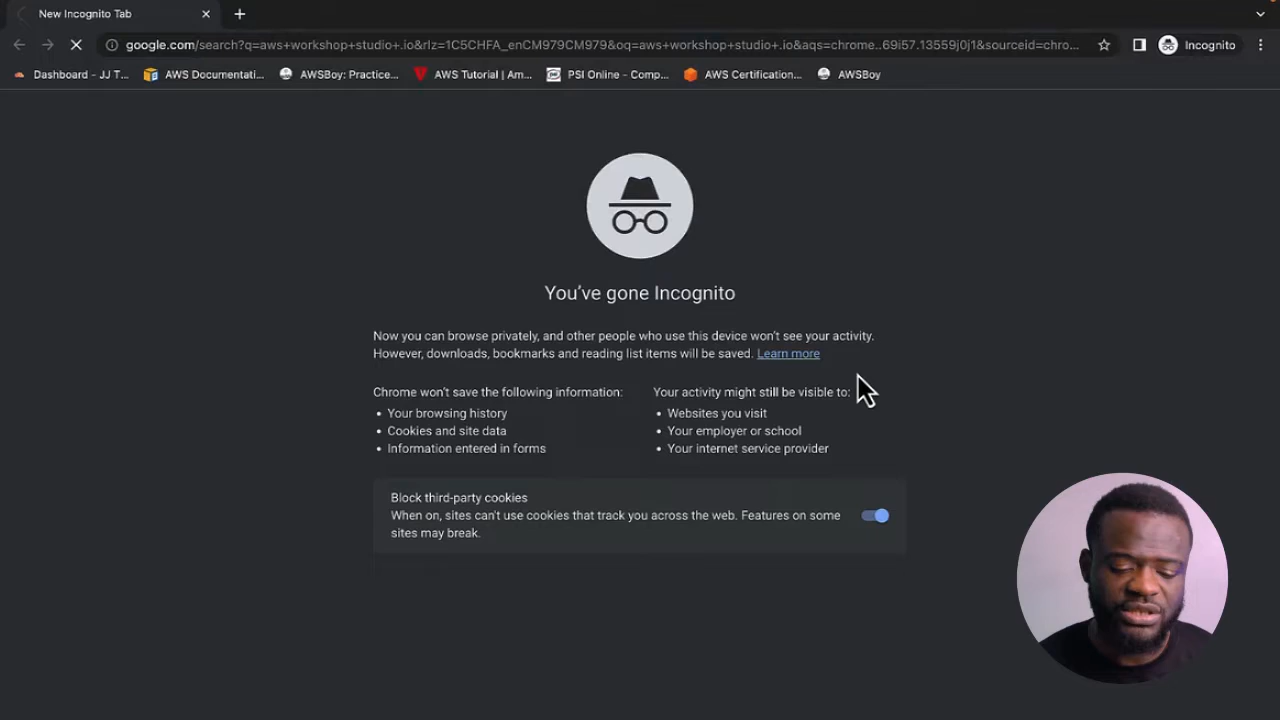 New Incognito Tab
google.com/search?q=aws+workshop+studio+.io&rlz=1C5CHFA_enCM979CM979&oq=aws+workshop+studio+.io&aqs=chrome..69i57.13559j0j1&sourceid=chro...
Incognito
Dashboard - JJ T...
AWS Documentati...
AWSBoy: Practice...
AWS Tutorial | Am...
PSI Online - Comp...
AWS Certification...
AWSBoy
You've gone Incognito
Now you can browse privately, and other people who use this device won't see your activity.
However, downloads, bookmarks and reading list items will be saved. Learn more
Chrome won't save the following information:
• Your browsing history
• Cookies and site data
• Information entered in forms
Your activity might still be visible to:
• Websites you visit
• Your employer or school
• Your internet service provider
Block third-party cookies
When on, sites can't use cookies that track you across the web. Features on some
sites may break.